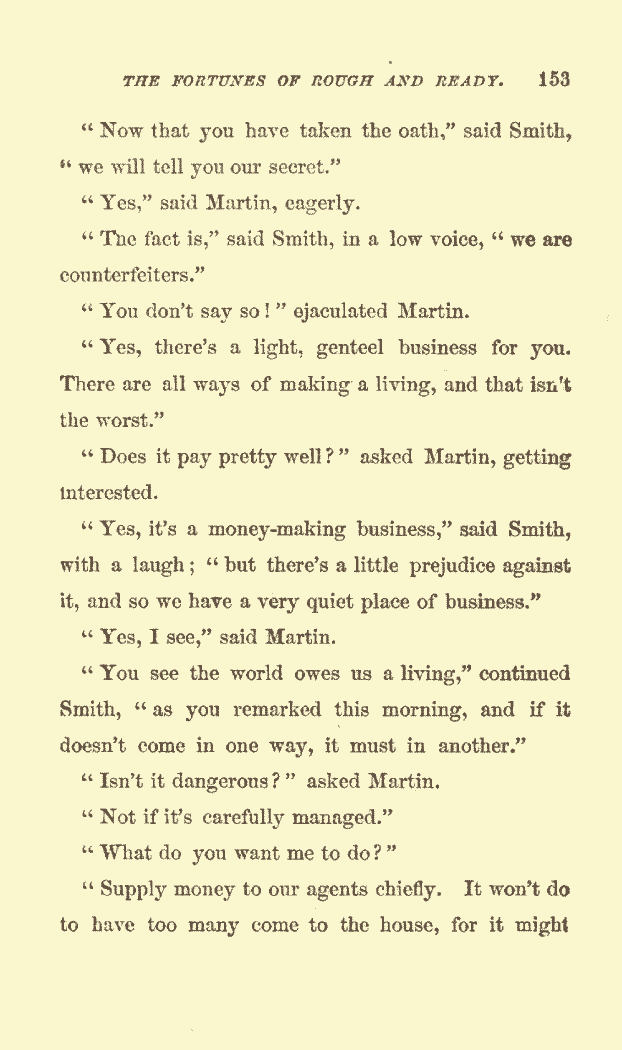 THE FORTUNES OF ROUGH AND READY. 153
“ Now that you have taken the oath,” said Smith,
“ we will tell you our secret.”
“ Yes,” said Martin, eagerly.
“ The fact is,” said Smith, in a low voice, “ we are
counterfeiters.”
“ You don’t say so ! ” ejaculated Martin.
“ Yes, there’s a light, genteel business for you.
There are all ways of making a living, and that isn’t
the worst.”
“ Does it pay pretty well ? ” asked Martin, getting
interested.
“ Yes, it’s a money-making business,” said Smith,
with a laugh ; “ but there’s a little prejudice against
it, and so we have a very quiet place of business.”
“ Yes, I see,” said Martin.
“ You see the world owes us a living,” continued
Smith, “ as you remarked this morning, and if it
doesn’t come in one way, it must in another.”
“ Isn’t it dangerous ? ” asked Martin.
“ Not if it’s carefully managed.”
“ What do you want me to do ? ”
“ Supply money to our agents chiefly. It won’t do
to have too many come to the house, for it might